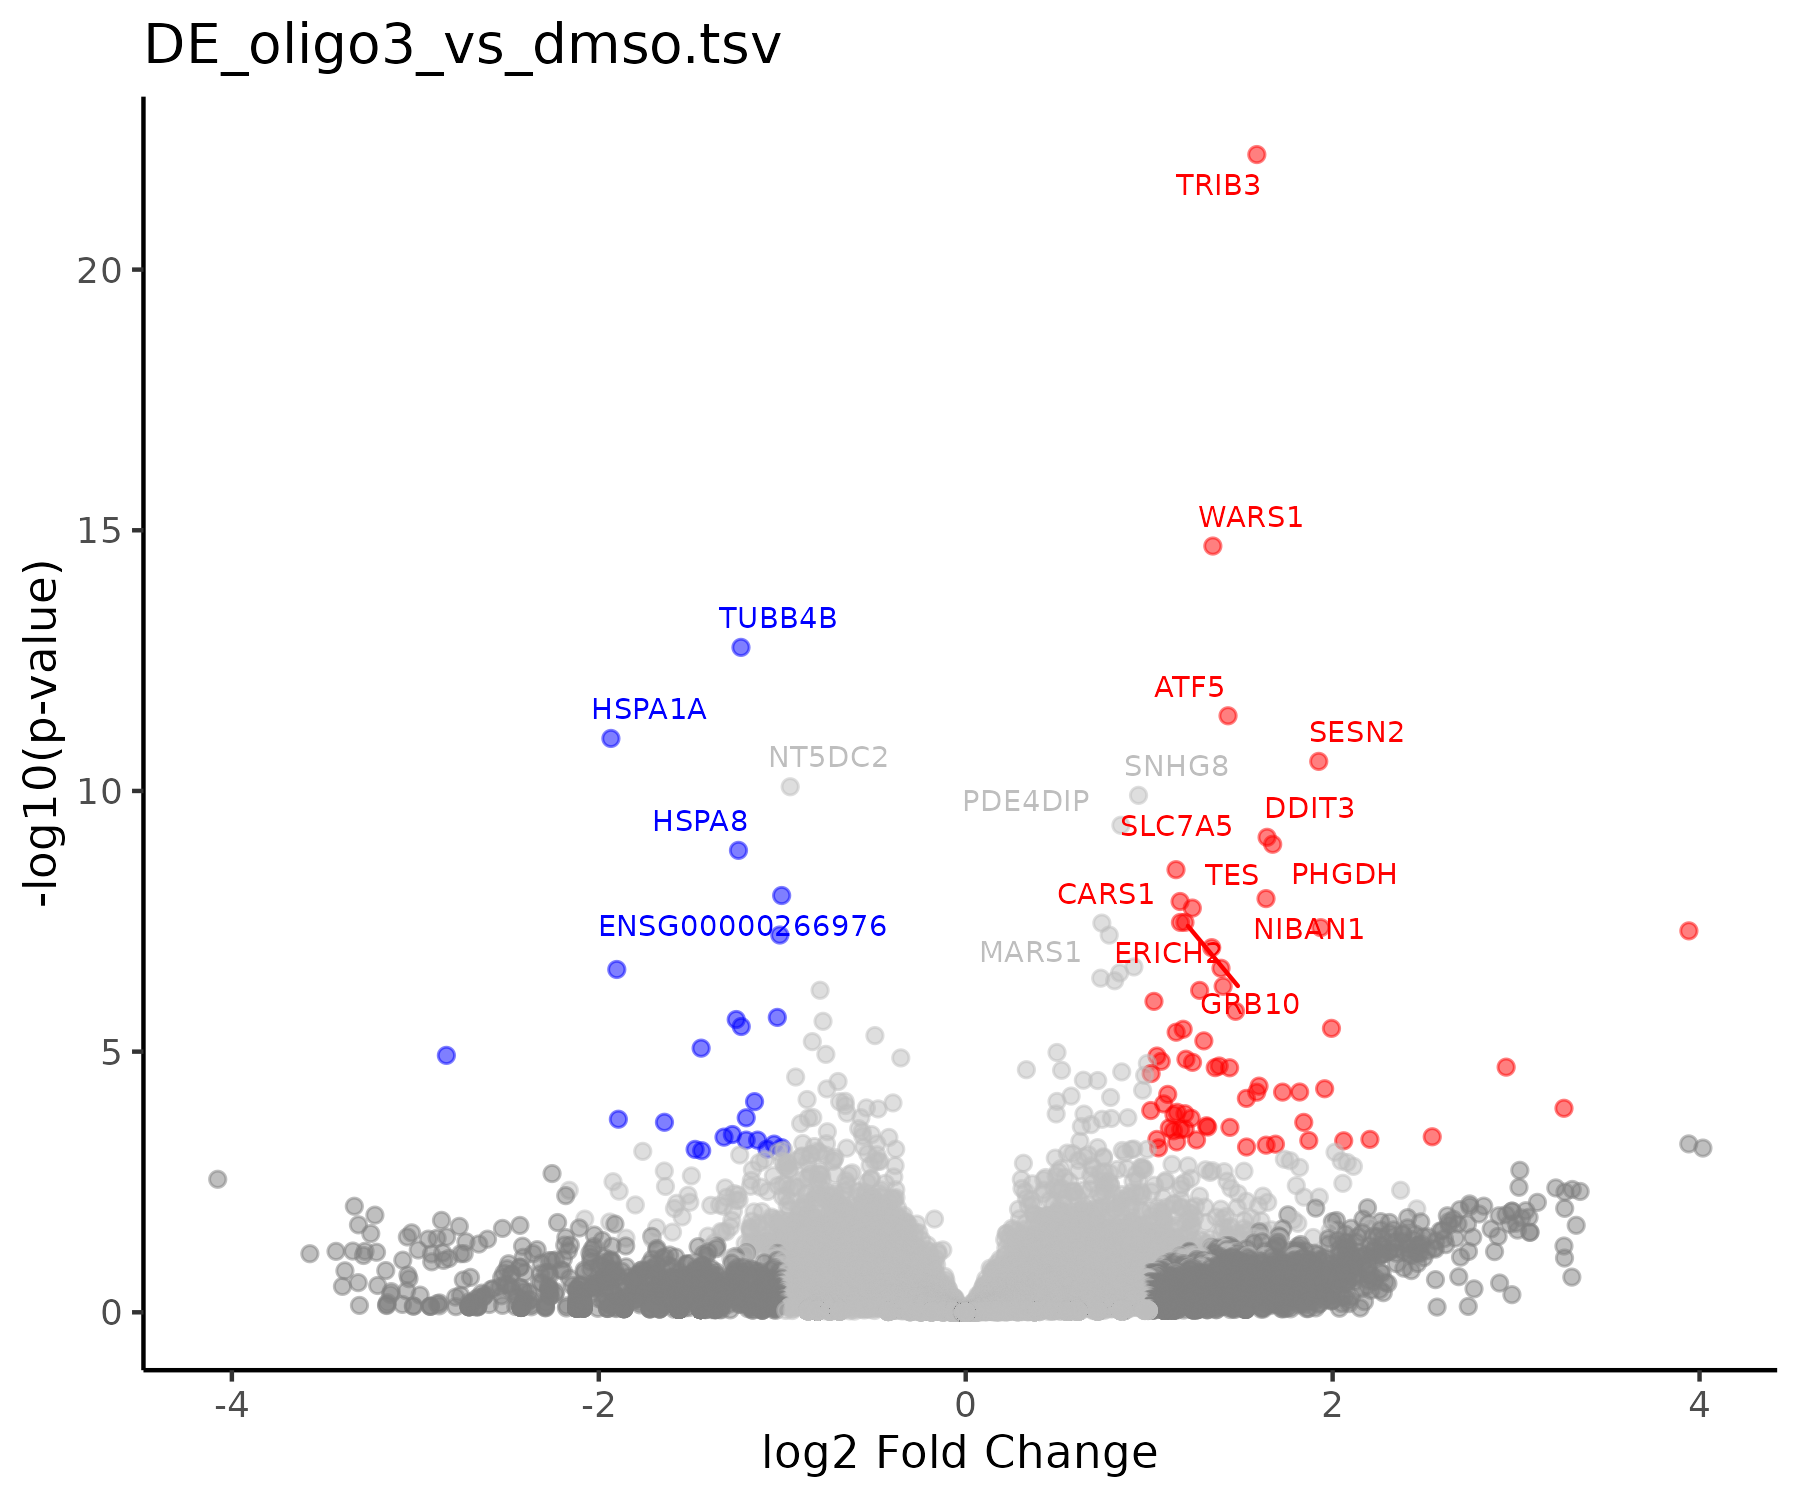 DE_oligo3_vs_dmso.tsv
TRIB3
20
WARS1
15
TUBB4B
ATF5
HSPA1A
SESN2
NT5DC2
SNHG8
10
PDE4DIP
DDIT3
HSPA8
SLC7A5
TES
PHGDH
CARS1
ENSG00000266976
NIBAN1
MARS1
ERICH2
GRB10
5
0
-log10(p-value)
-4
-2
0
2
4
log2 Fold Change